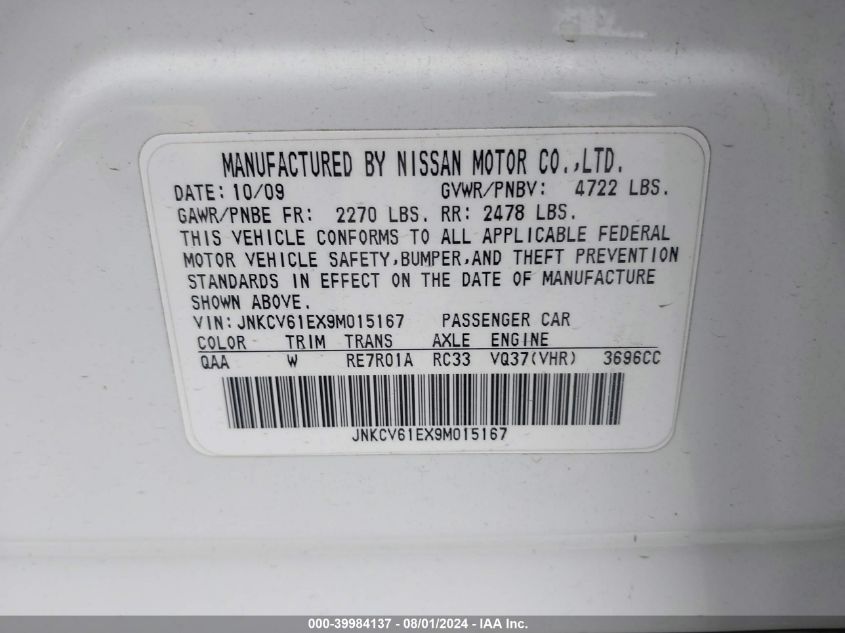 MANUFACTURED BY NISSAN MOTOR CO.,LTD.
DATE: 10/09 GVWR/PNBV: 4722 LBS.
GAWR/PNBE FR: 2270 LBS. RR: 2478 LBS.
THIS VEHICLE CONFORMS TO ALL APPLICABLE FEDERAL
MOTOR VEHICLE SAFETY,BUMPER,AND THEFT PREVENTION
STANDARDS IN EFFECT ON THE DATE OF MANUFACTURE
SHOWN ABOVE.
VIN:JNKCV61EX9M015167 PASSENGER CAR
COLOR TRIM TRANS AXLE ENGINE
QAA W RE7R01A RC33 VQ37(VHR) 3696CC
JNKCV61EX9M015167
000-39984137 - 08/01/2024 - IAA Inc.